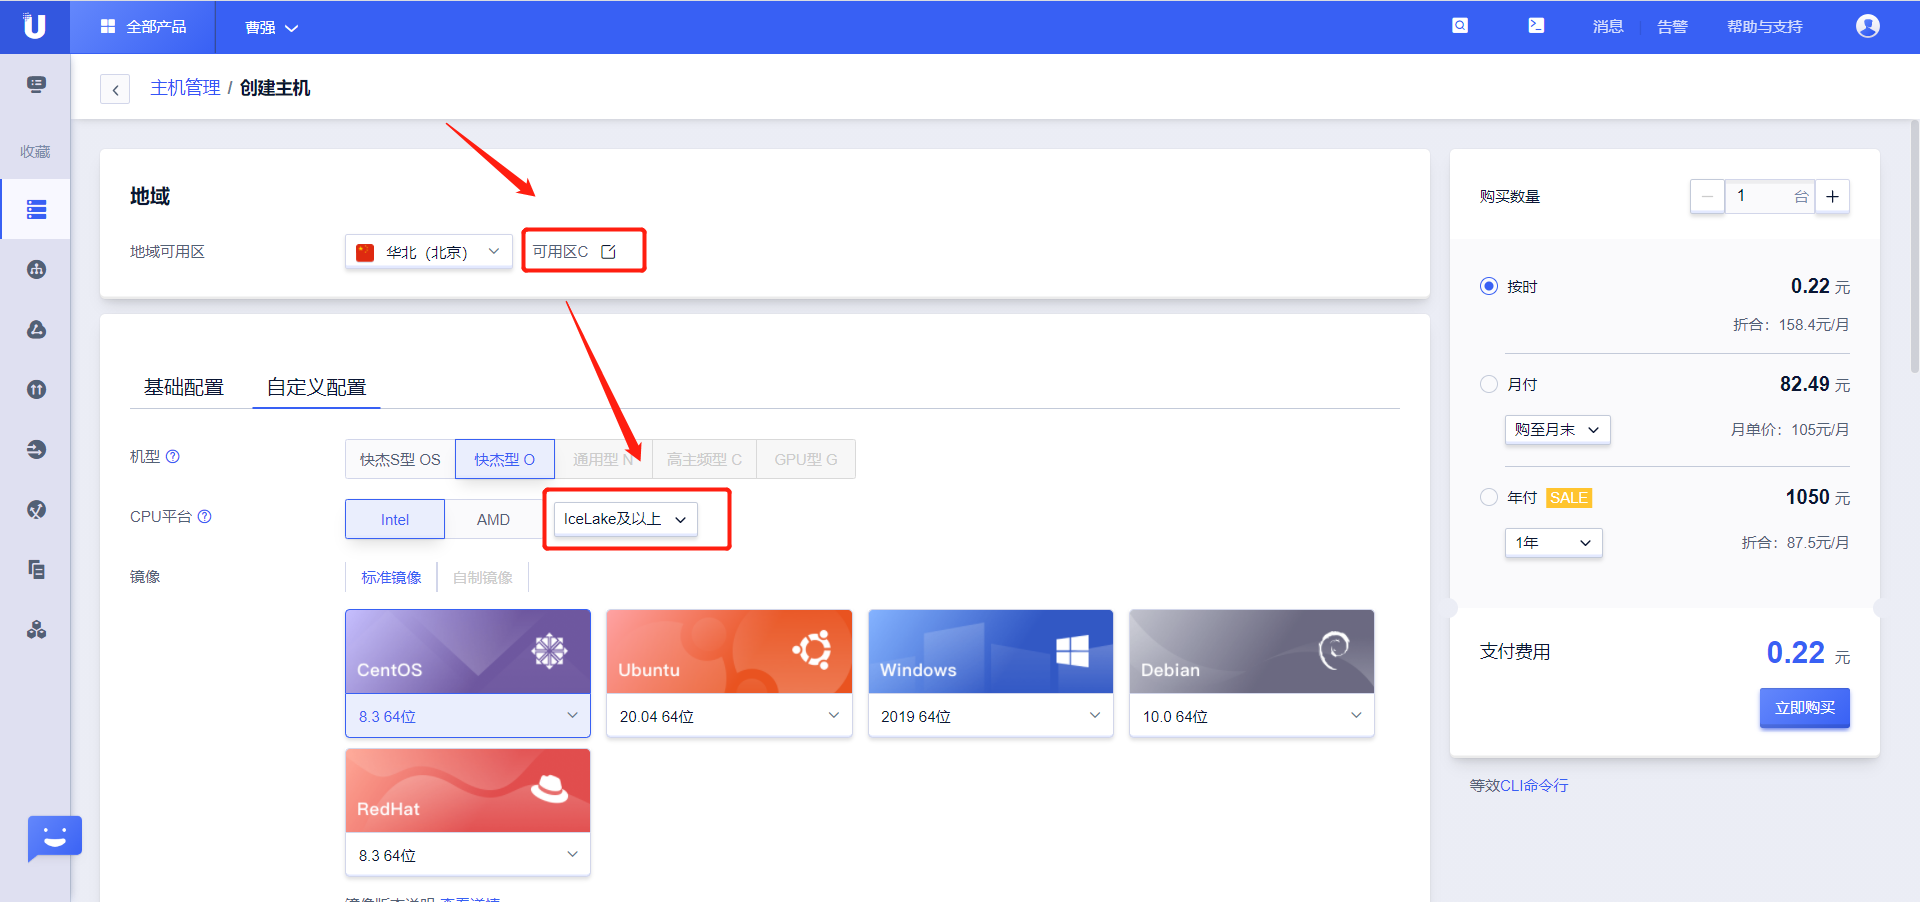 全部产品
曹强
消息
告警
帮助与支持
主机管理 / 创建主机
收藏
地域
地域可用区
华北（北京）
可用区C
基础配置
自定义配置
机型
快杰S型 OS
快杰型 O
通用型 N
高主频型 C
GPU型 G
CPU平台
Intel
AMD
IceLake及以上
镜像
标准镜像
自制镜像
CentOS
8.3 64位
Ubuntu
20.04 64位
Windows
2019 64位
Debian
10.0 64位
RedHat
8.3 64位
购买数量
1 台
按时
0.22 元
折合：158.4元/月
月付
82.49 元
购至月末
月单价：105元/月
年付 SALE
1050 元
1年
折合：87.5元/月
支付费用
0.22 元
立即购买
等效CLI命令行